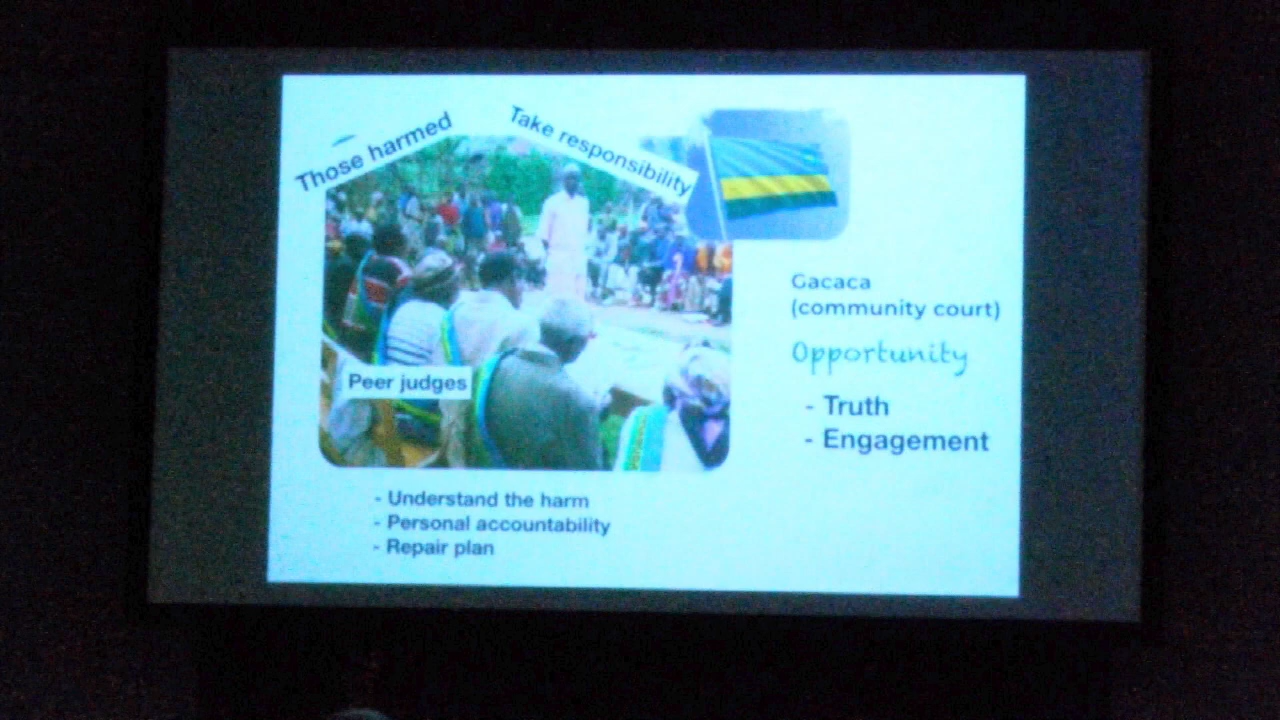 Those harmed
Take responsibility
Peer judges
- Understand the harm
- Personal accountability
- Repair plan
Gacaca
(community court)
Opportunity
- Truth
- Engagement